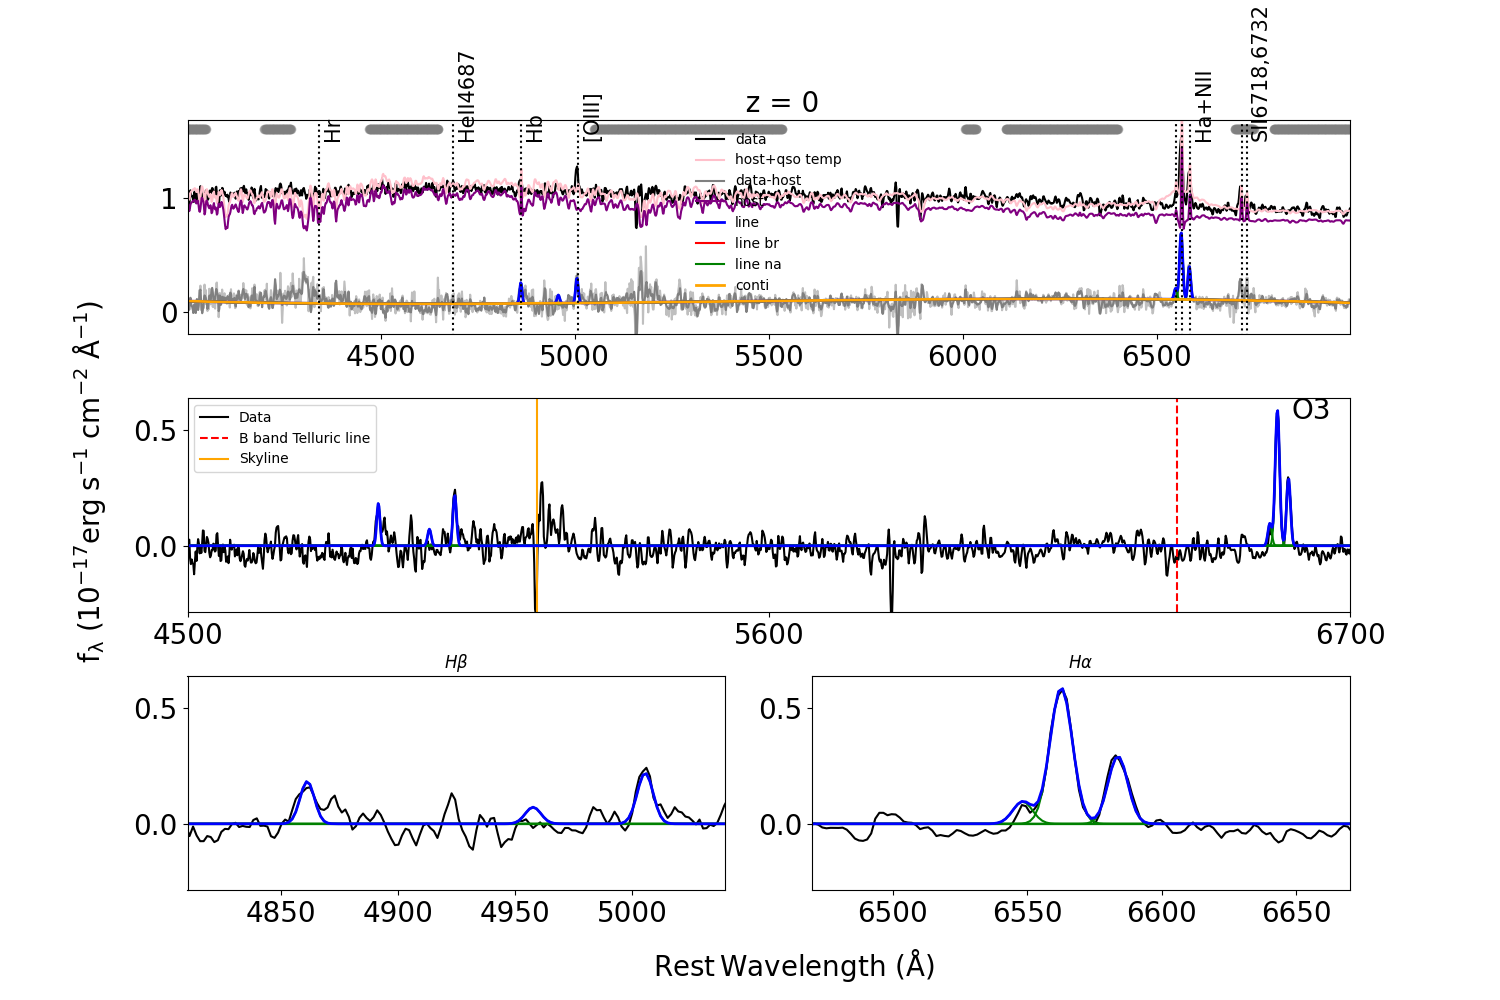 z = 0
Hr
HeII4687
Hb
[OIII]
Ha+NII
SII6718,6732
data
host+qso temp
data-host
host
line
line br
line na
conti
1
0
4500 5000 5500 6000 6500
Data
B band Telluric line
Skyline
O3
0.5
0.0
4500 5600 6700
fλ (10−17erg s−1 cm−2 Å−1)
Hβ
0.5
0.0
4850 4900 4950 5000
Hα
0.5
0.0
6500 6550 6600 6650
Rest Wavelength (Å)